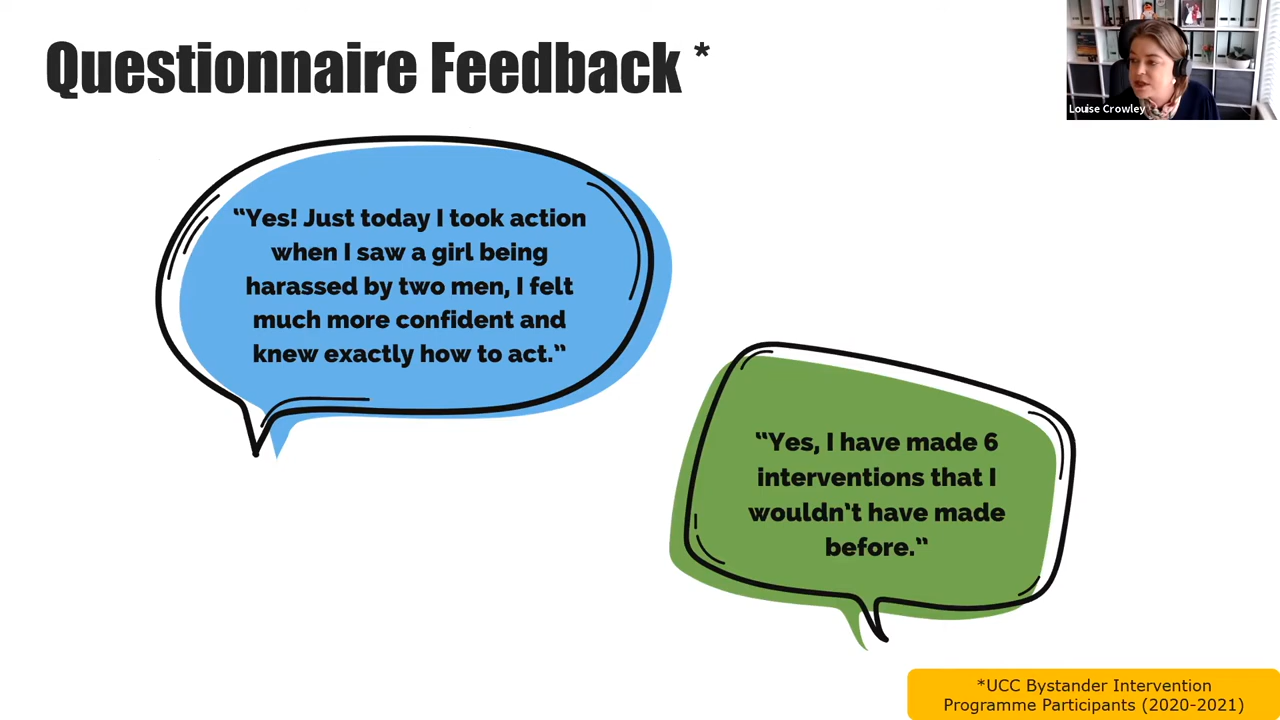 Questionnaire Feedback *
Louise Crowley
“Yes! Just today I took action
when I saw a girl being
harassed by two men, I felt
much more confident and
knew exactly how to act.”
“Yes, I have made 6
interventions that I
wouldn’t have made
before.”
*UCC Bystander Intervention
Programme Participants (2020-2021)